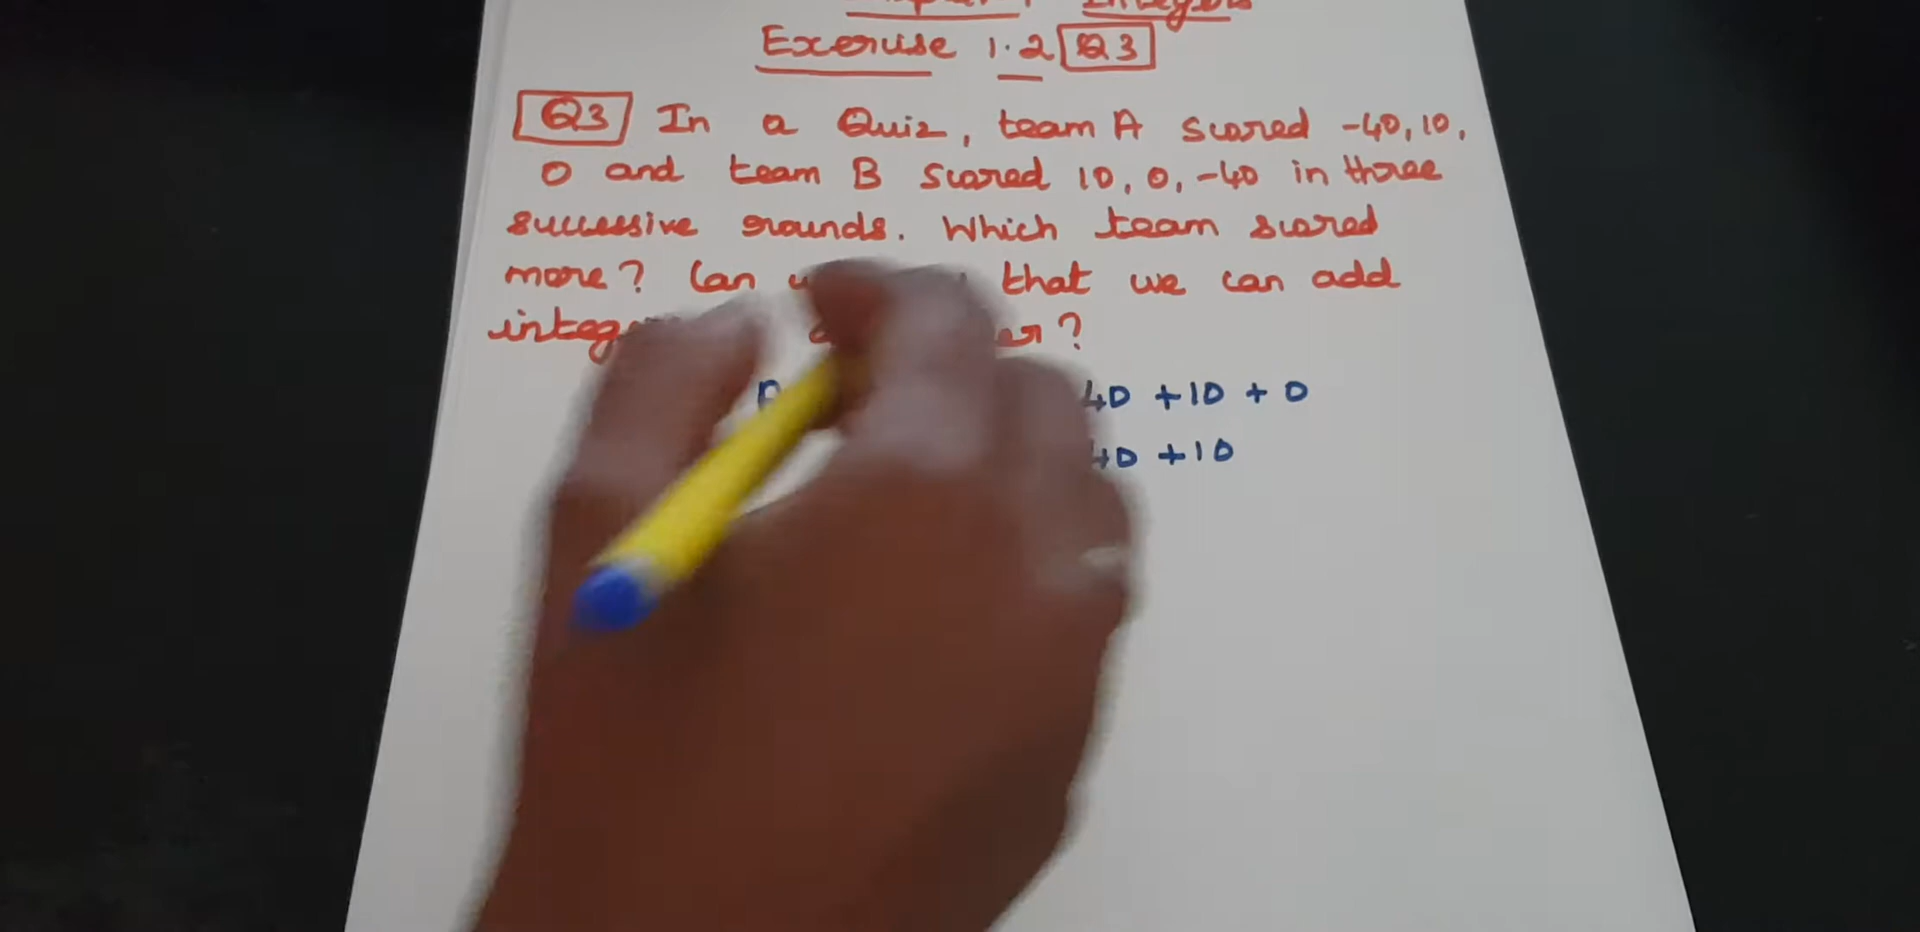 Exercise 1.2 Q3
Q3 In a Quiz, team A scored -40, 10,
0 and team B scored 10, 0, -40 in three
successive rounds. Which team scored
more? Can that we can add
?
40 + 10 + 0
40 + 10